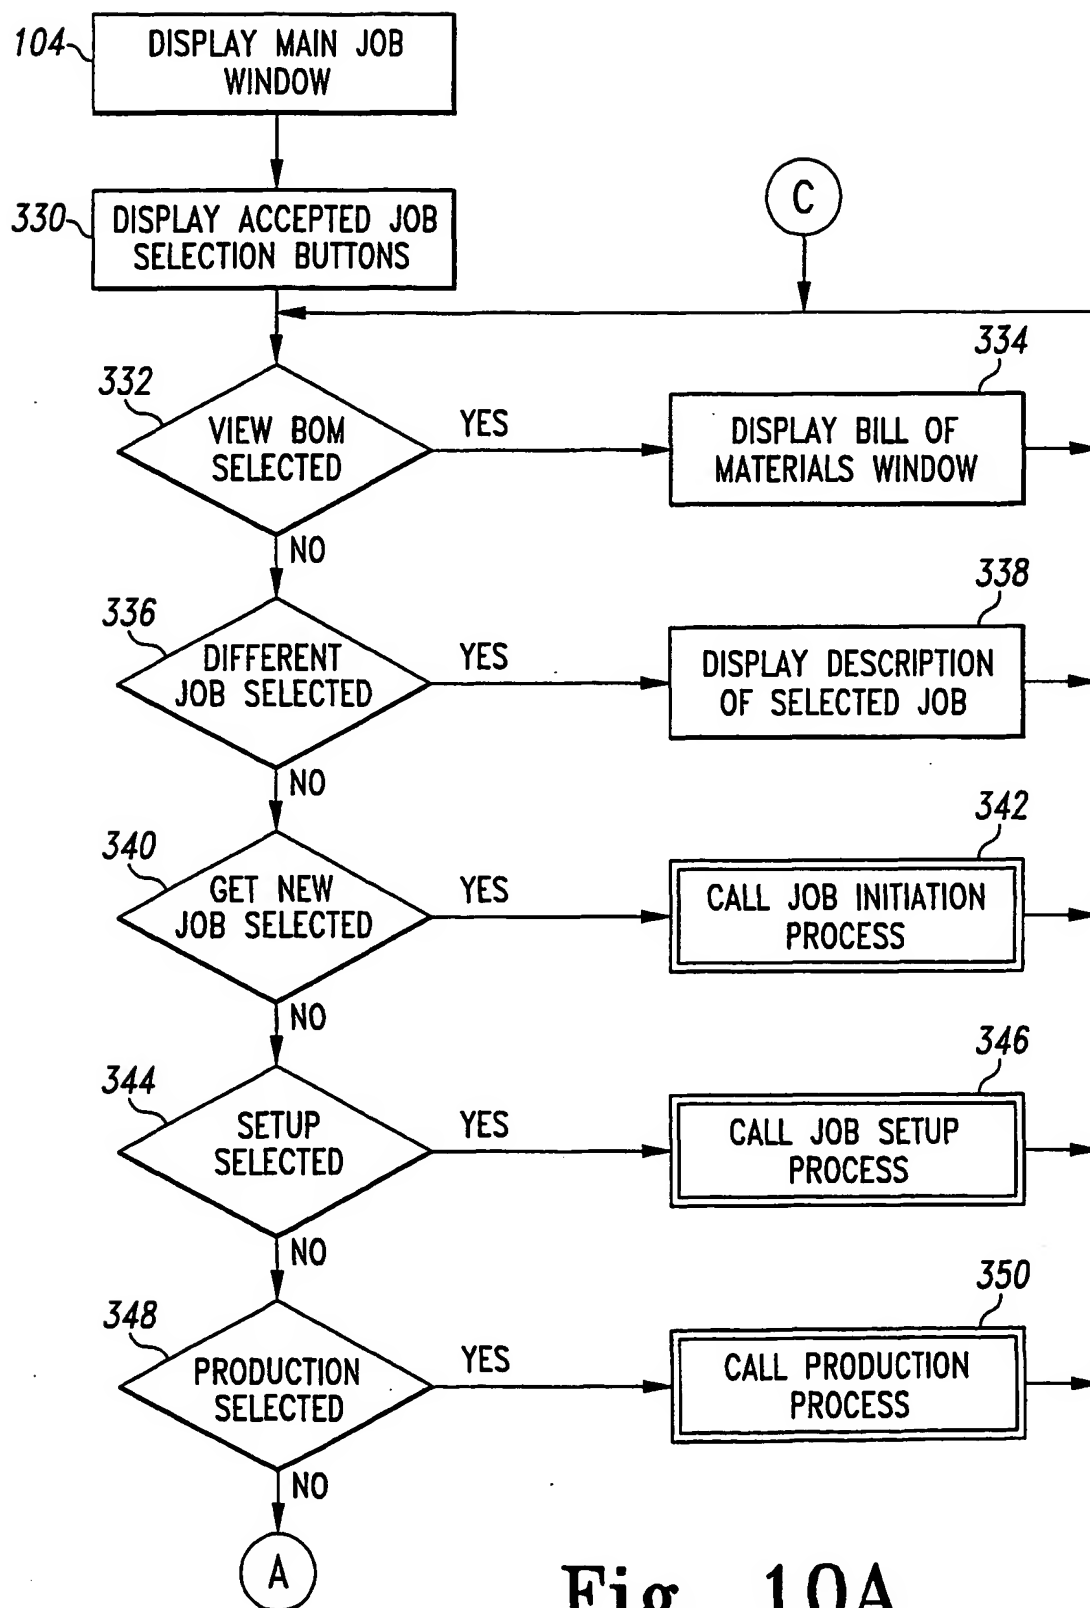 104
DISPLAY MAIN JOB
WINDOW
330
DISPLAY ACCEPTED JOB
SELECTION BUTTONS
C
332
VIEW BOM
SELECTED
YES
334
DISPLAY BILL OF
MATERIALS WINDOW
NO
336
DIFFERENT
JOB SELECTED
YES
338
DISPLAY DESCRIPTION
OF SELECTED JOB
NO
340
GET NEW
JOB SELECTED
YES
342
CALL JOB INITIATION
PROCESS
NO
344
SETUP
SELECTED
YES
346
CALL JOB SETUP
PROCESS
NO
348
PRODUCTION
SELECTED
YES
350
CALL PRODUCTION
PROCESS
NO
A
Fig. 10A